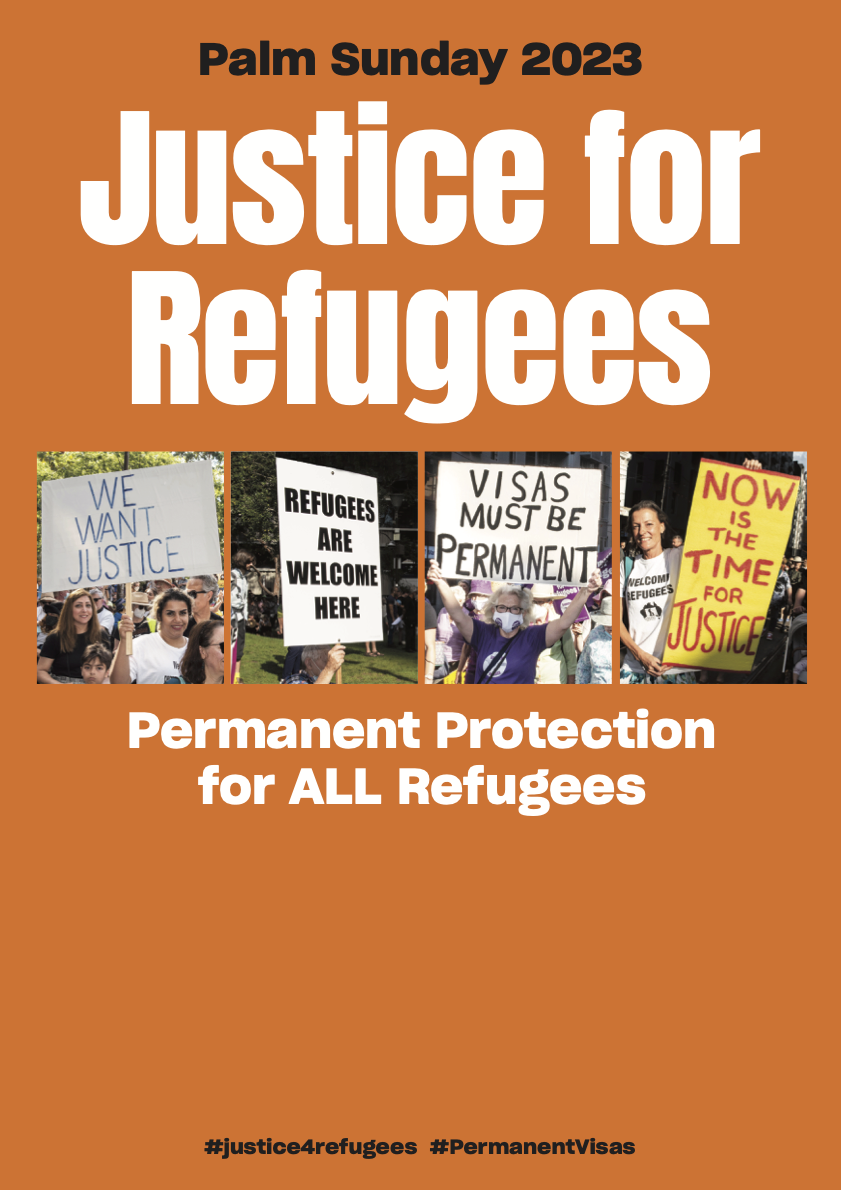 Palm Sunday 2023
Justice for
Refugees
WE
WANT
JUSTICE
REFUGEES
ARE
WELCOME
HERE
VISAS
MUST BE
PERMANENT
WELCOME
REFUGEES
NOW
IS
THE
TIME
FOR
JUSTICE
Permanent Protection
for ALL Refugees
#justice4refugees #PermanentVisas